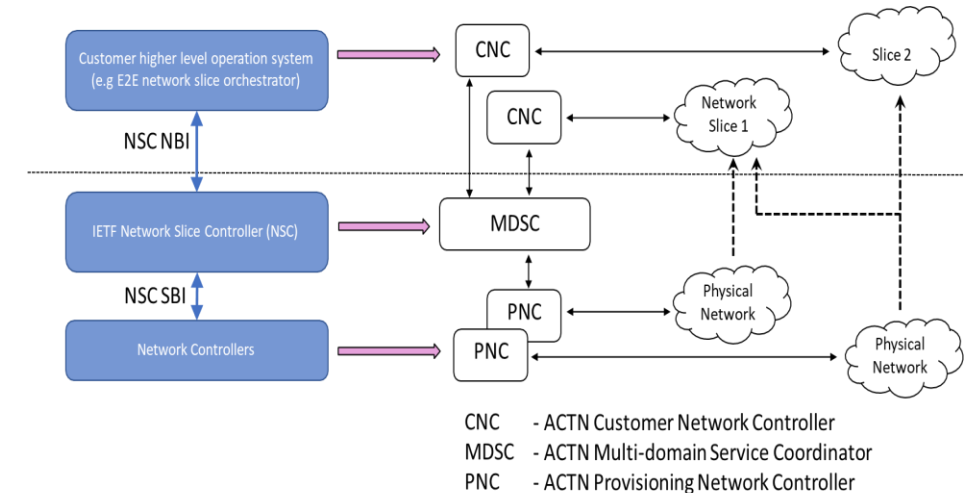 Customer higher level operation system
(e.g E2E network slice orchestrator)
CNC
Slice 2
CNC
Network
Slice 1
NSC NBI
IETF Network Slice Controller (NSC)
MDSC
NSC SBI
PNC
Physical
Network
Network Controllers
PNC
Physical
Network
CNC - ACTN Customer Network Controller
MDSC - ACTN Multi-domain Service Coordinator
PNC - ACTN Provisioning Network Controller